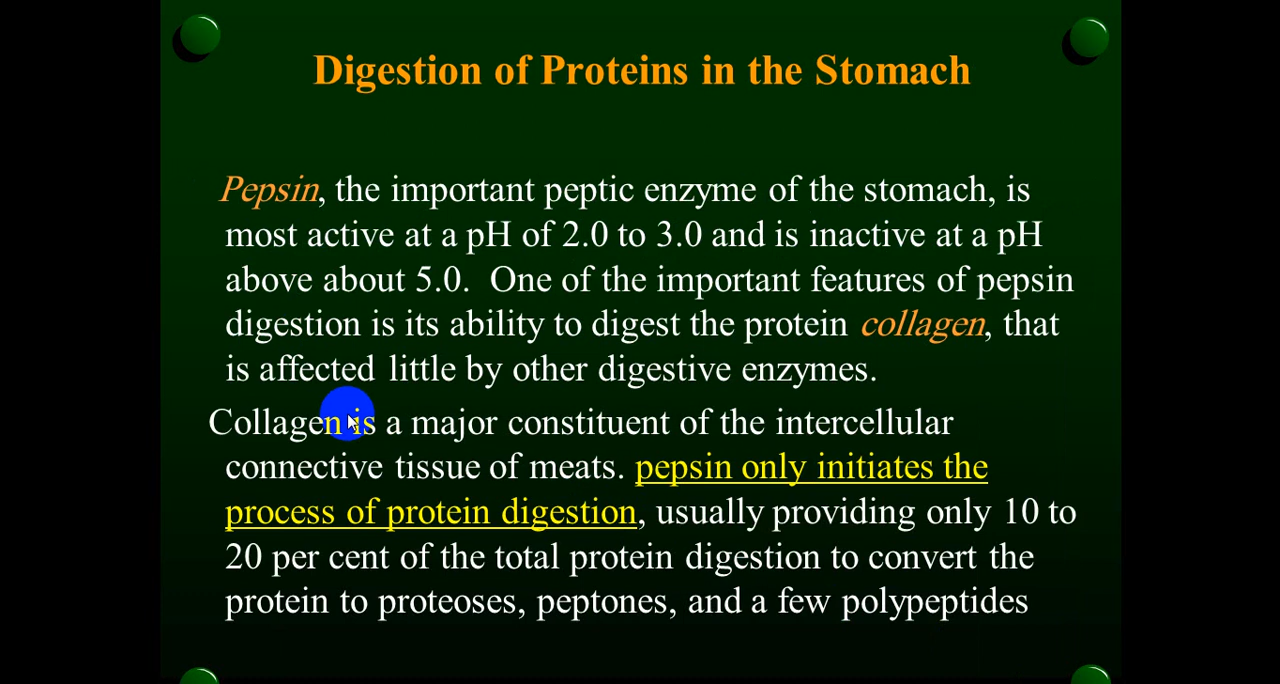 Digestion of Proteins in the Stomach
Pepsin, the important peptic enzyme of the stomach, is
most active at a pH of 2.0 to 3.0 and is inactive at a pH
above about 5.0. One of the important features of pepsin
digestion is its ability to digest the protein collagen, that
is affected little by other digestive enzymes.
Collagen is a major constituent of the intercellular
connective tissue of meats. pepsin only initiates the
process of protein digestion, usually providing only 10 to
20 per cent of the total protein digestion to convert the
protein to proteoses, peptones, and a few polypeptides